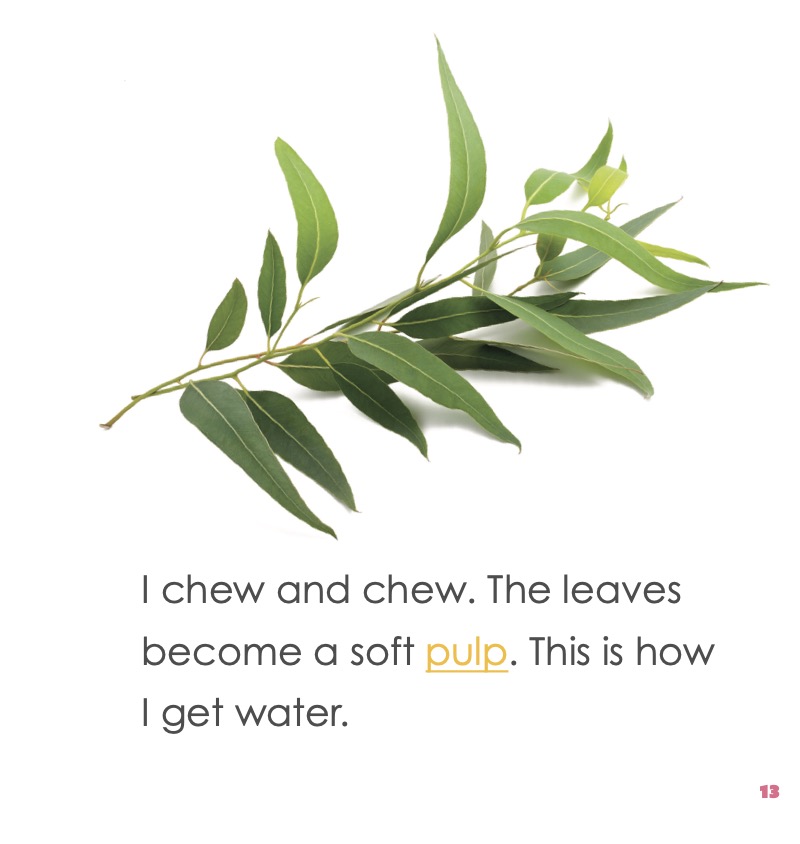 I chew and chew. The leaves
become a soft pulp. This is how
I get water.
13